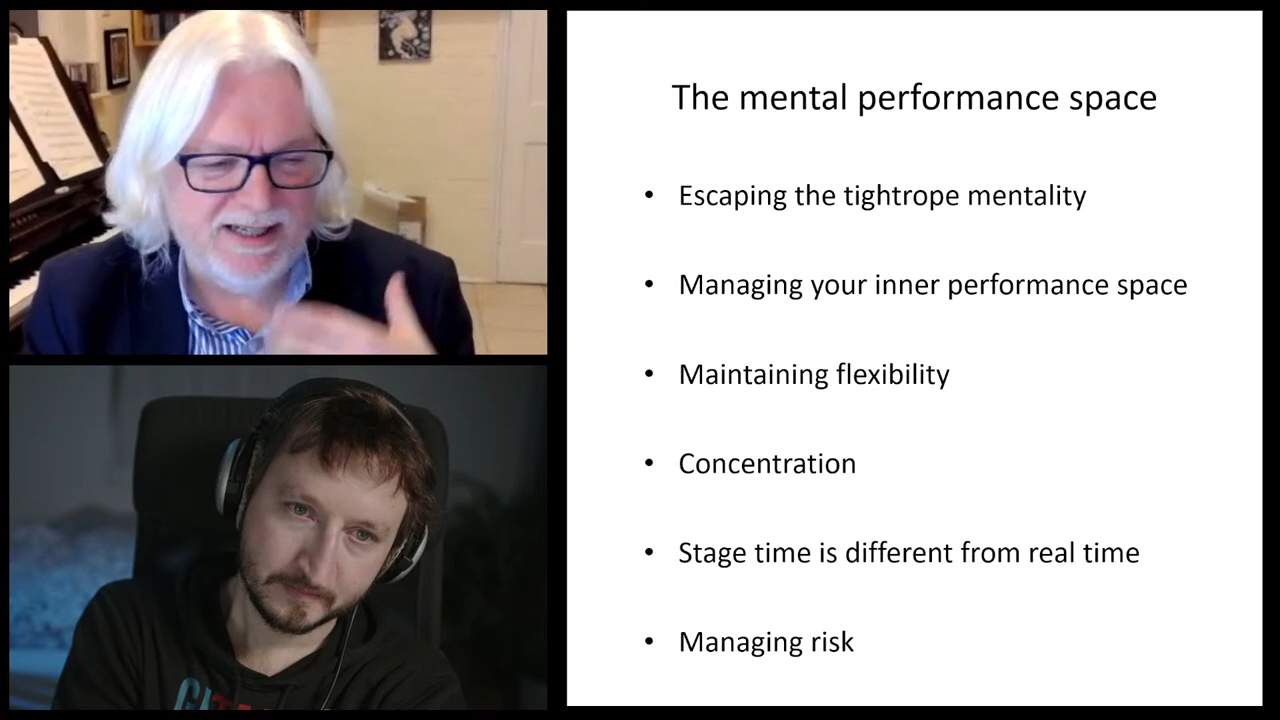 The mental performance space
• Escaping the tightrope mentality
• Managing your inner performance space
• Maintaining flexibility
• Concentration
• Stage time is different from real time
• Managing risk